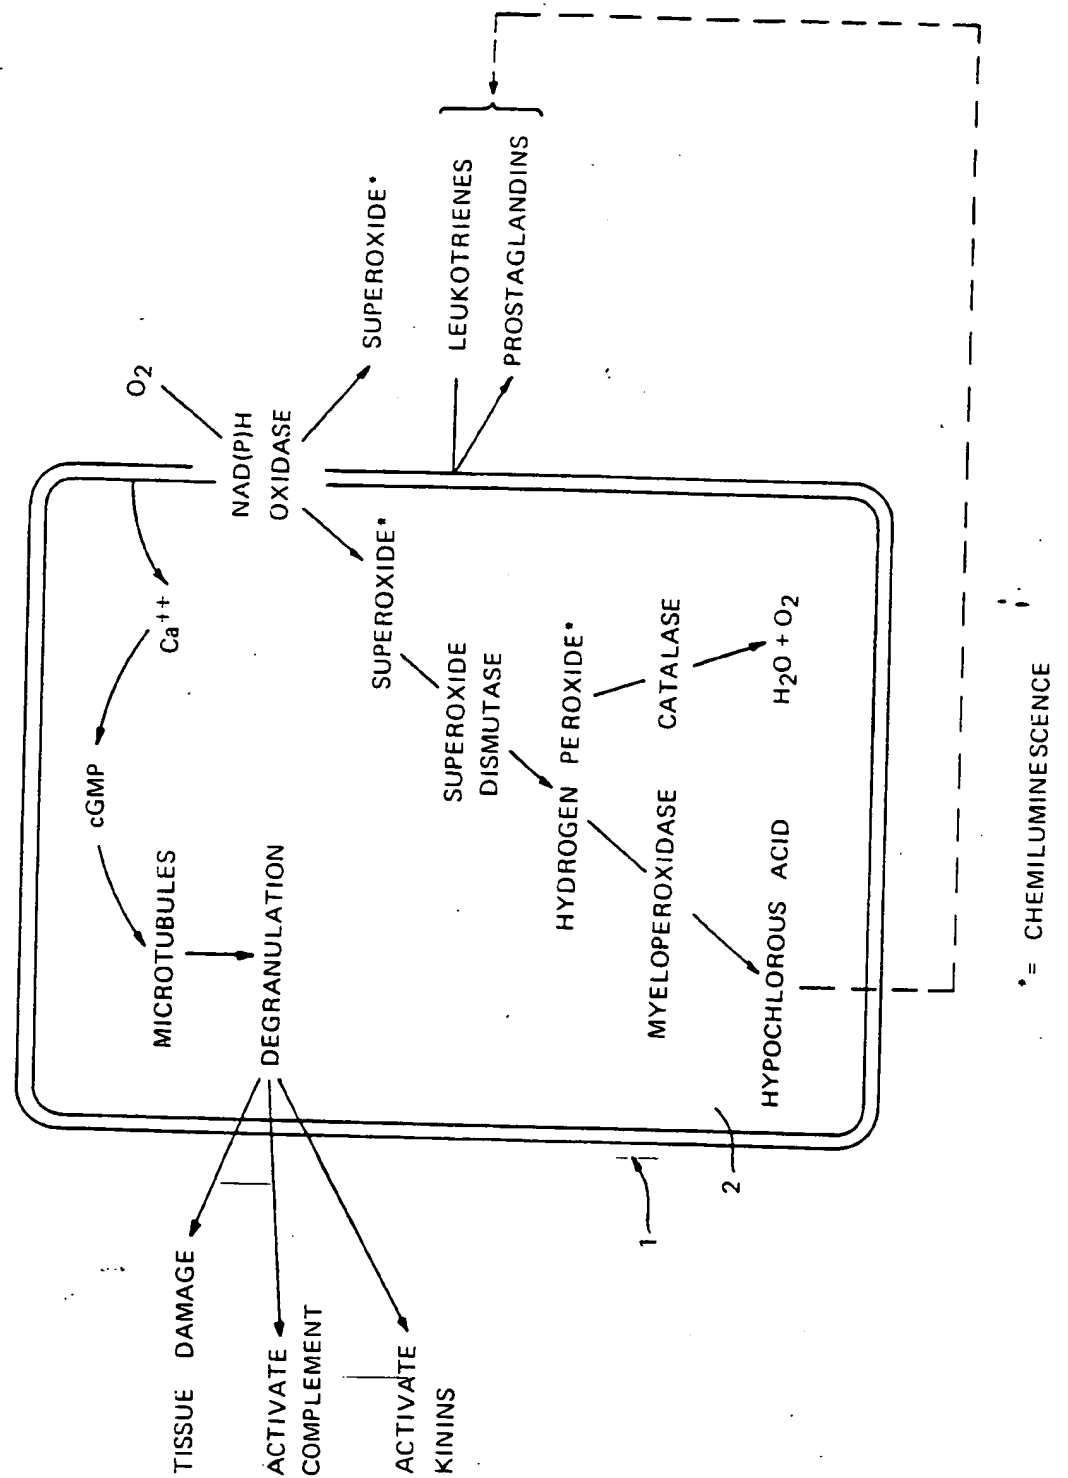 O2
NAD(P)H
OXIDASE
SUPEROXIDE*
LEUKOTRIENES
PROSTAGLANDINS
Ca++
cGMP
MICROTUBULES
DEGRANULATION
TISSUE DAMAGE
ACTIVATE
COMPLEMENT
ACTIVATE
KININS
SUPEROXIDE*
SUPEROXIDE
DISMUTASE
HYDROGEN PEROXIDE*
CATALASE
H2O + O2
MYELOPEROXIDASE
HYPOCHLOROUS ACID
1
2
* = CHEMILUMINESCENCE